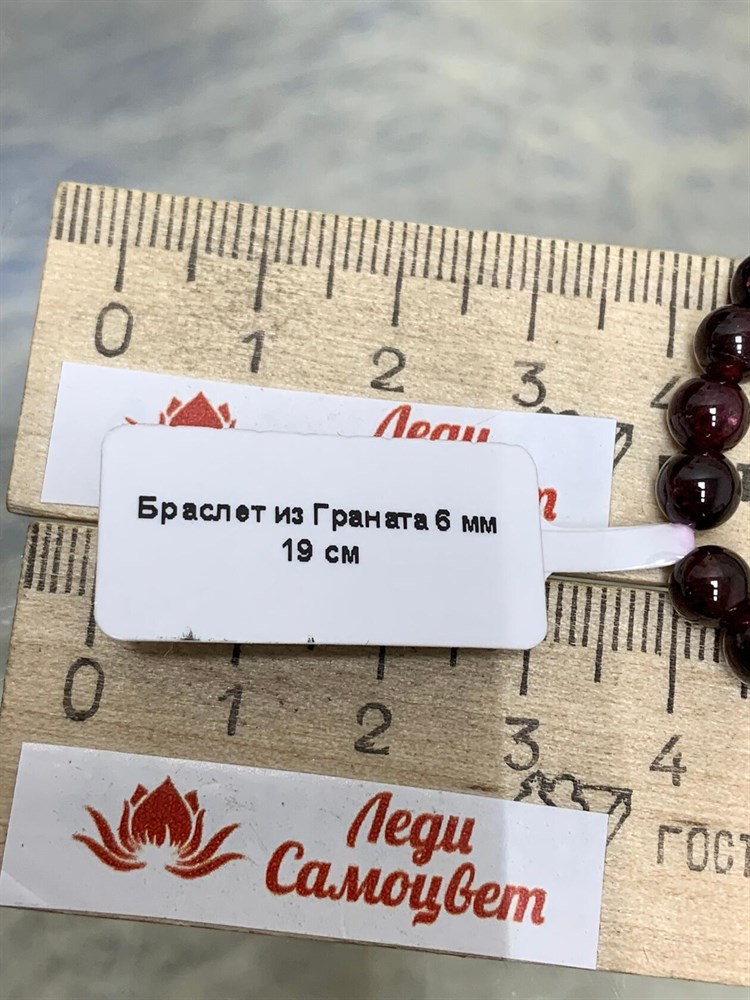 0 1 2 3 4
Леди
Браслет из Граната 6 мм
19 см
0 1 2 3 4
Леди
Самоцвет
ГОСТ